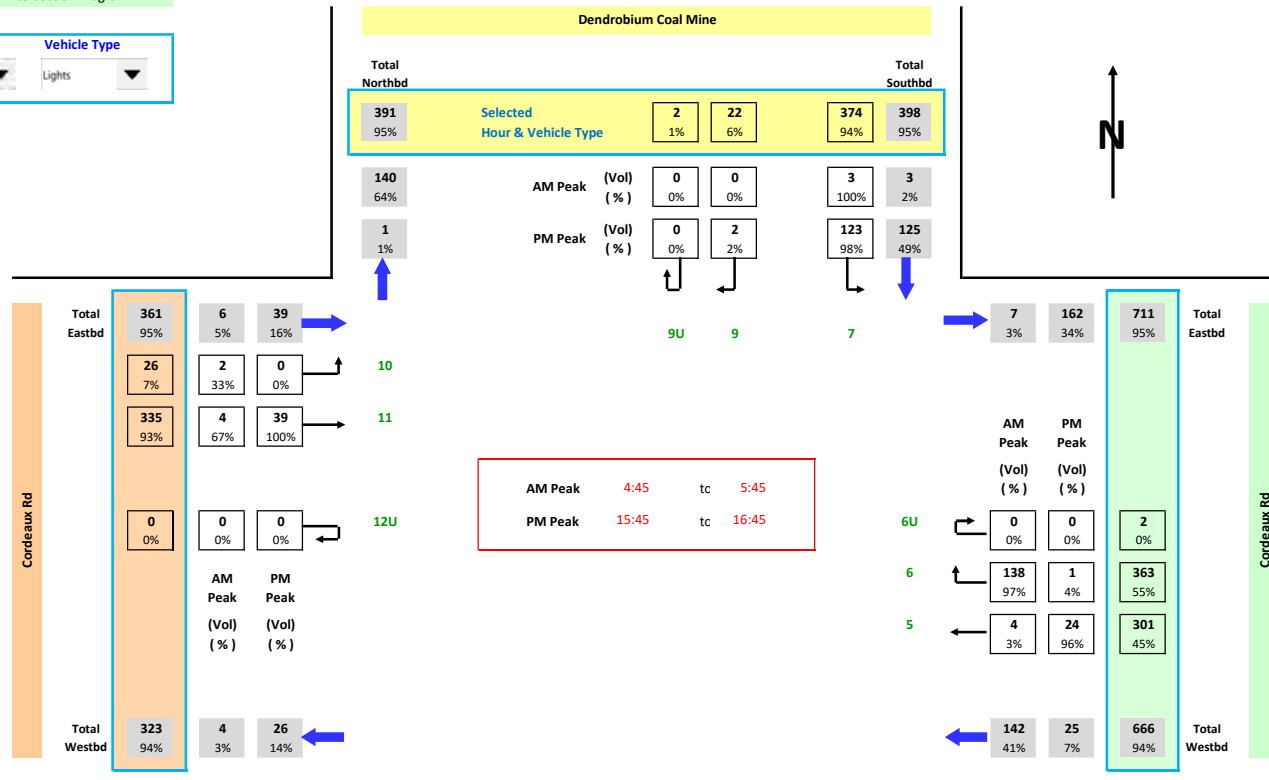 Dendrobium Coal Mine
Vehicle Type
Lights
Total
Northbd
Total
Southbd
N
391
95%
Selected
Hour & Vehicle Type
2
1%
22
6%
374
94%
398
95%
140
64%
AM Peak
(Vol)
( % )
0
0%
0
0%
3
100%
3
2%
1
1%
PM Peak
(Vol)
( % )
0
0%
2
2%
123
98%
125
49%
Total
Eastbd
361
95%
6
5%
39
16%
9U
9
7
7
3%
162
34%
711
95%
Total
Eastbd
26
7%
2
33%
0
0%
10
335
93%
4
67%
39
100%
11
AM
Peak
(Vol)
( % )
PM
Peak
(Vol)
( % )
AM Peak
4:45
to
5:45
PM Peak
15:45
to
16:45
Cordeaux Rd
0
0%
0
0%
0
0%
12U
6U
0
0%
0
0%
2
0%
Cordeaux Rd
AM
Peak
(Vol)
( % )
PM
Peak
(Vol)
( % )
6
138
97%
1
4%
363
55%
5
4
3%
24
96%
301
45%
Total
Westbd
323
94%
4
3%
26
14%
142
41%
25
7%
666
94%
Total
Westbd